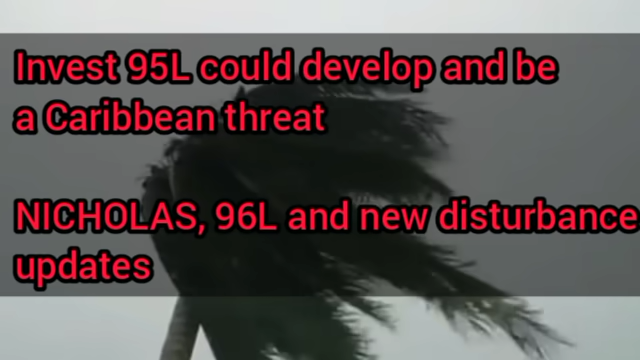 Invest 95L could develop and be
a Caribbean threat
NICHOLAS, 96L and new disturbance
updates